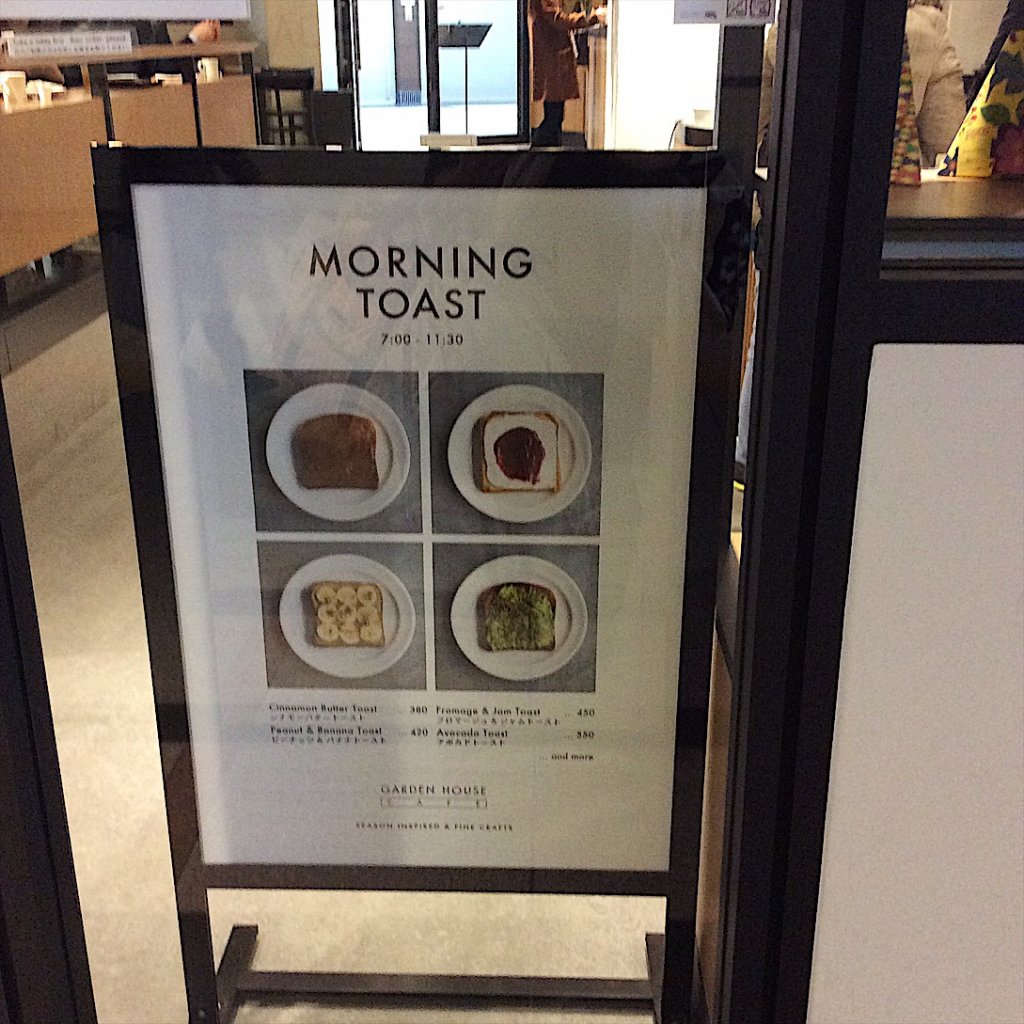 MORNING
TOAST
7:00 - 11:30
Cinnamon Butter Toast ... 380
シナモンバタートースト
Peanut & Banana Toast ... 420
ピーナッツ&バナナトースト
Fromage & Jam Toast ... 450
フロマージュ&ジャムトースト
Avocado Toast ... 550
アボカドトースト
... and more
GARDEN HOUSE
CAFE
SEASON INSPIRED & FINE CRAFTS